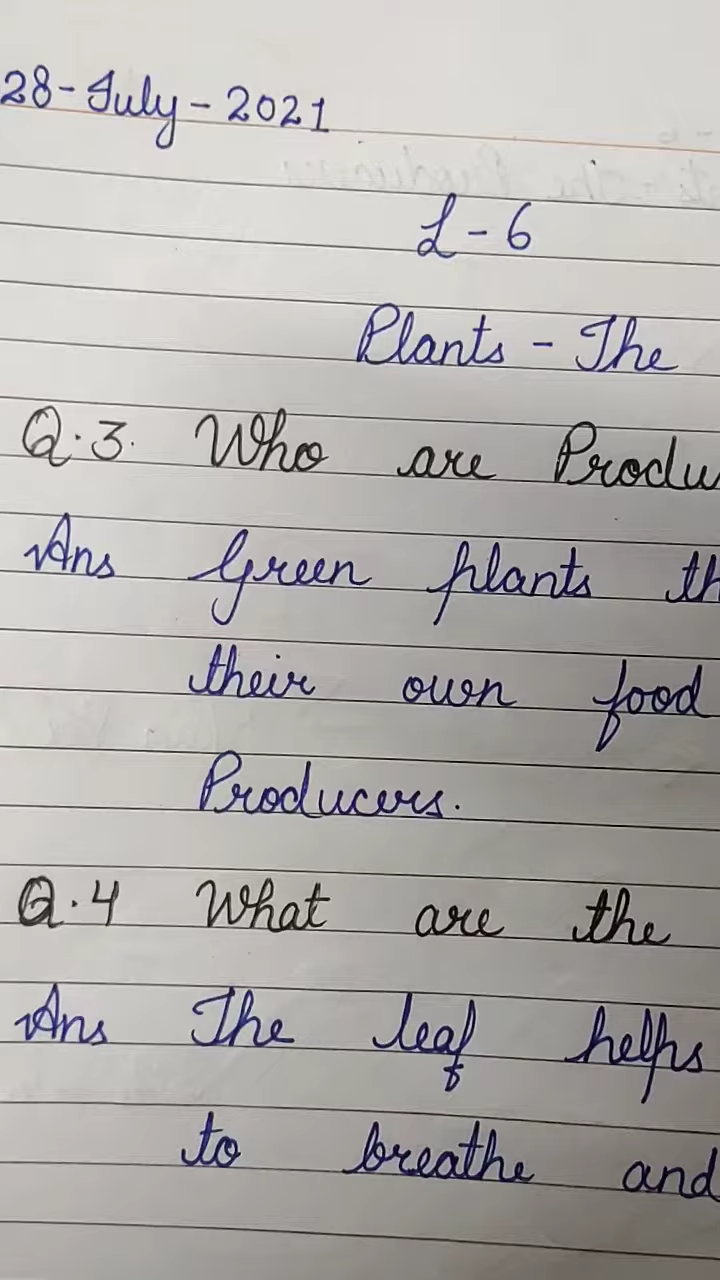 28-July-2021
L-6
Plants - The
Q.3. Who are Produ
Ans Green plants th
their own food
Producers.
Q.4 What are the
Ans The leaf helps
to breathe and